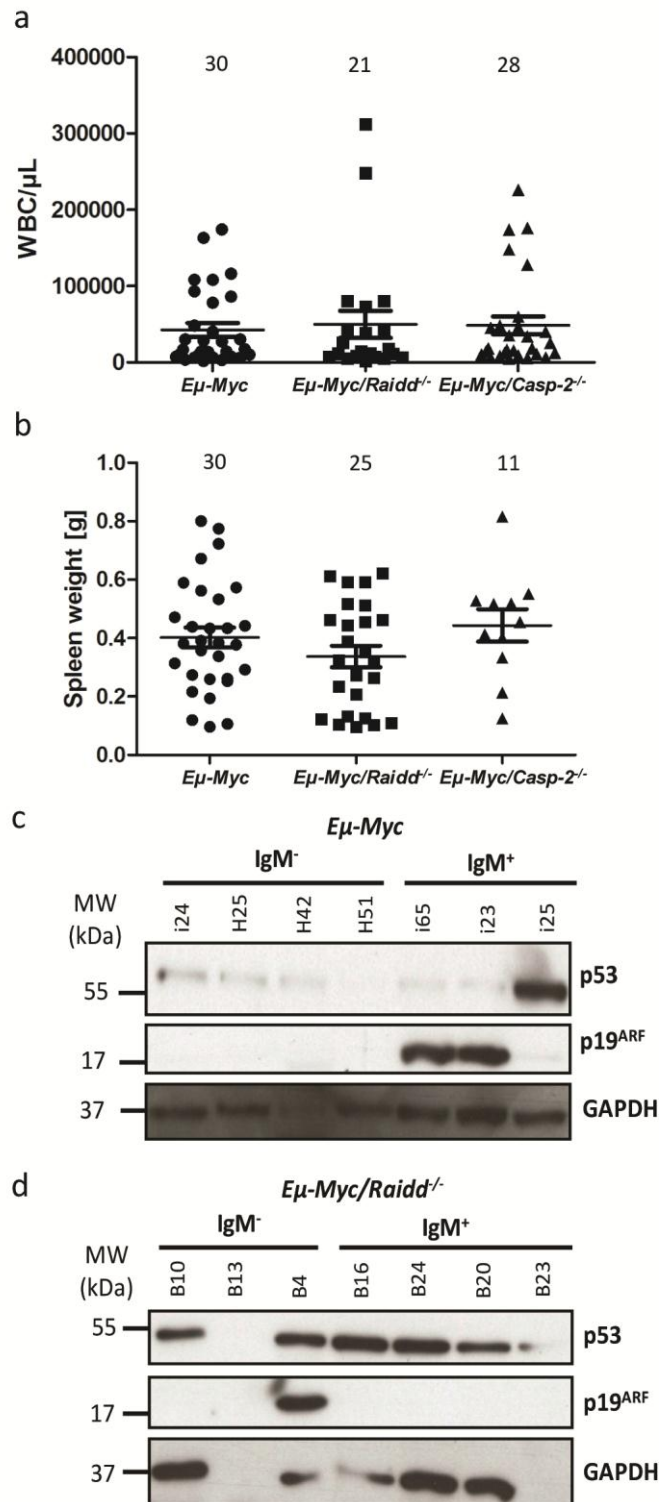 a
30 21 28
400000
300000
200000
100000
0
WBC/µL
Eµ-Myc Eµ-Myc/Raidd-/- Eµ-Myc/Casp-2-/-
b
30 25 11
1.0
0.8
0.6
0.4
0.2
0.0
Spleen weight [g]
Eµ-Myc Eµ-Myc/Raidd-/- Eµ-Myc/Casp-2-/-
c
Eµ-Myc
IgM- IgM+
MW
(kDa)
i24 H25 H42 H51 i65 i23 i25
55 p53
17 p19ARF
37 GAPDH
d
Eµ-Myc/Raidd-/-
IgM- IgM+
MW
(kDa)
B10 B13 B4 B16 B24 B20 B23
55 p53
17 p19ARF
37 GAPDH